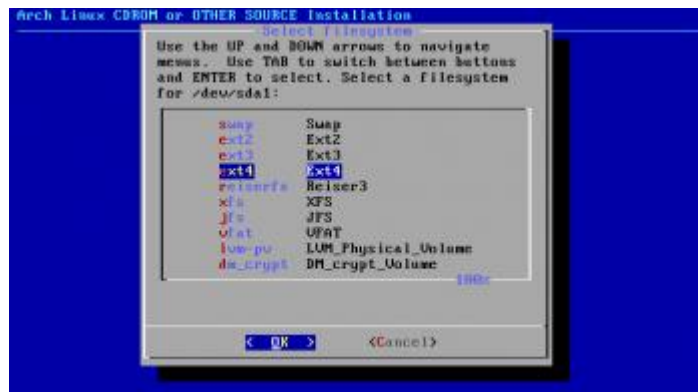 Arch Linux CDROM or OTHER SOURCE Installation
Select filesystem
Use the UP and DOWN arrows to navigate
menus. Use TAB to switch between buttons
and ENTER to select. Select a filesystem
for /dev/sda1:
swap Swap
ext2 Ext2
ext3 Ext3
ext4 Ext4
reiserfs Reiser3
xfs XFS
jfs JFS
vfat VFAT
lvm-pv LVM_Physical_Volume
dm_crypt DM_crypt_Volume
100%
< OK > <Cancel>